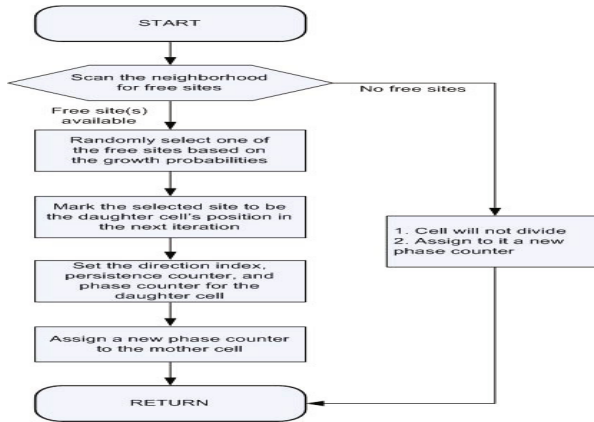 START
Scan the neighborhood
for free sites
No free sites
Free site(s)
available
Randomly select one of
the free sites based on
the growth probabilities
Mark the selected site to be
the daughter cell's position in
the next iteration
1. Cell will not divide
2. Assign to it a new
phase counter
Set the direction index,
persistence counter, and
phase counter for the
daughter cell
Assign a new phase counter
to the mother cell
RETURN